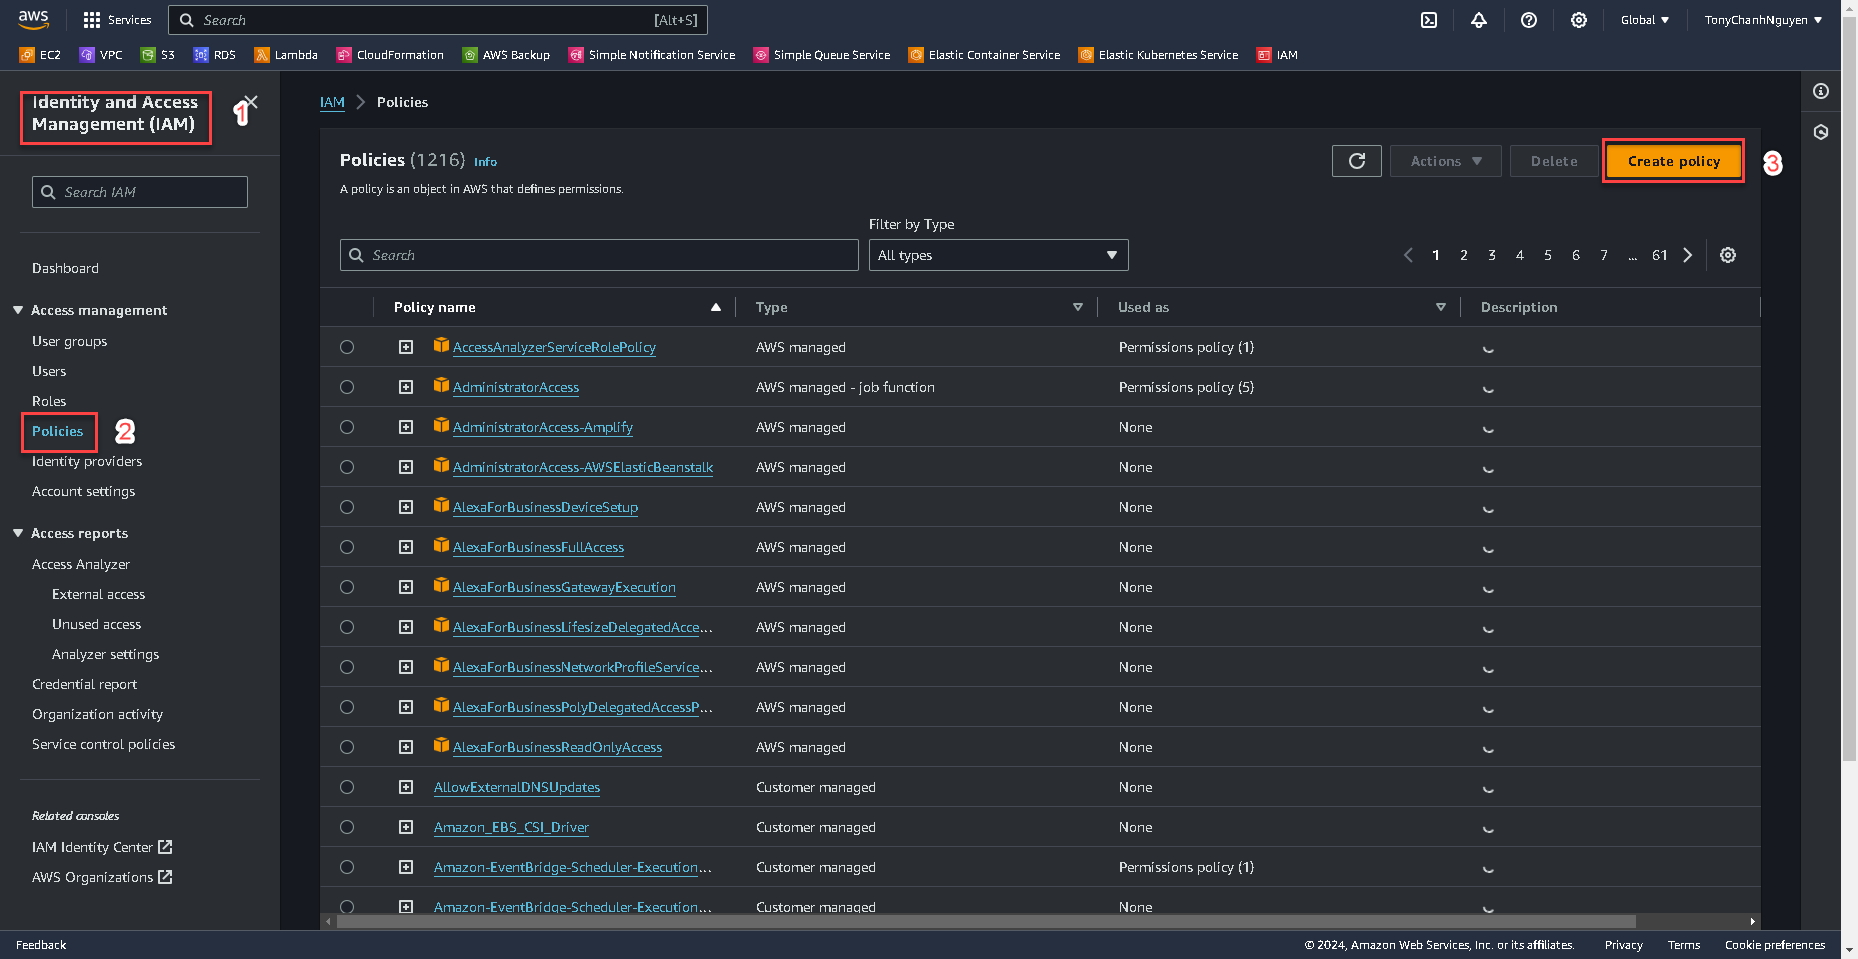 aws Services Search [Alt+S] Global TonyChanhNguyen
EC2 VPC S3 RDS Lambda CloudFormation AWS Backup Simple Notification Service Simple Queue Service Elastic Container Service Elastic Kubernetes Service IAM
Identity and Access
Management (IAM)
1
Search IAM
Dashboard
Access management
User groups
Users
Roles
Policies 2
Identity providers
Account settings
Access reports
Access Analyzer
External access
Unused access
Analyzer settings
Credential report
Organization activity
Service control policies
Related consoles
IAM Identity Center
AWS Organizations
IAM > Policies
Policies (1216) Info
Actions Delete Create policy 3
A policy is an object in AWS that defines permissions.
Filter by Type
Search All types 1 2 3 4 5 6 7 ... 61
Policy name Type Used as Description
AccessAnalyzerServiceRolePolicy AWS managed Permissions policy (1)
AdministratorAccess AWS managed - job function Permissions policy (5)
AdministratorAccess-Amplify AWS managed None
AdministratorAccess-AWSElasticBeanstalk AWS managed None
AlexaForBusinessDeviceSetup AWS managed None
AlexaForBusinessFullAccess AWS managed None
AlexaForBusinessGatewayExecution AWS managed None
AlexaForBusinessLifesizeDelegatedAcce... AWS managed None
AlexaForBusinessNetworkProfileService... AWS managed None
AlexaForBusinessPolyDelegatedAccessP... AWS managed None
AlexaForBusinessReadOnlyAccess AWS managed None
AllowExternalDNSUpdates Customer managed None
Amazon_EBS_CSI_Driver Customer managed None
Amazon-EventBridge-Scheduler-Execution... Customer managed Permissions policy (1)
Amazon-EventBridge-Scheduler-Execution... Customer managed None
Feedback © 2024, Amazon Web Services, Inc. or its affiliates. Privacy Terms Cookie preferences